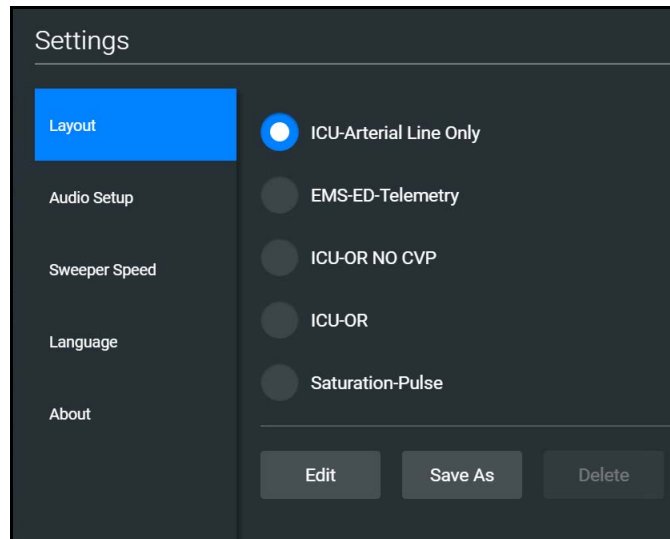 Settings
Layout
Audio Setup
Sweeper Speed
Language
About
ICU-Arterial Line Only
EMS-ED-Telemetry
ICU-OR NO CVP
ICU-OR
Saturation-Pulse
Edit
Save As
Delete